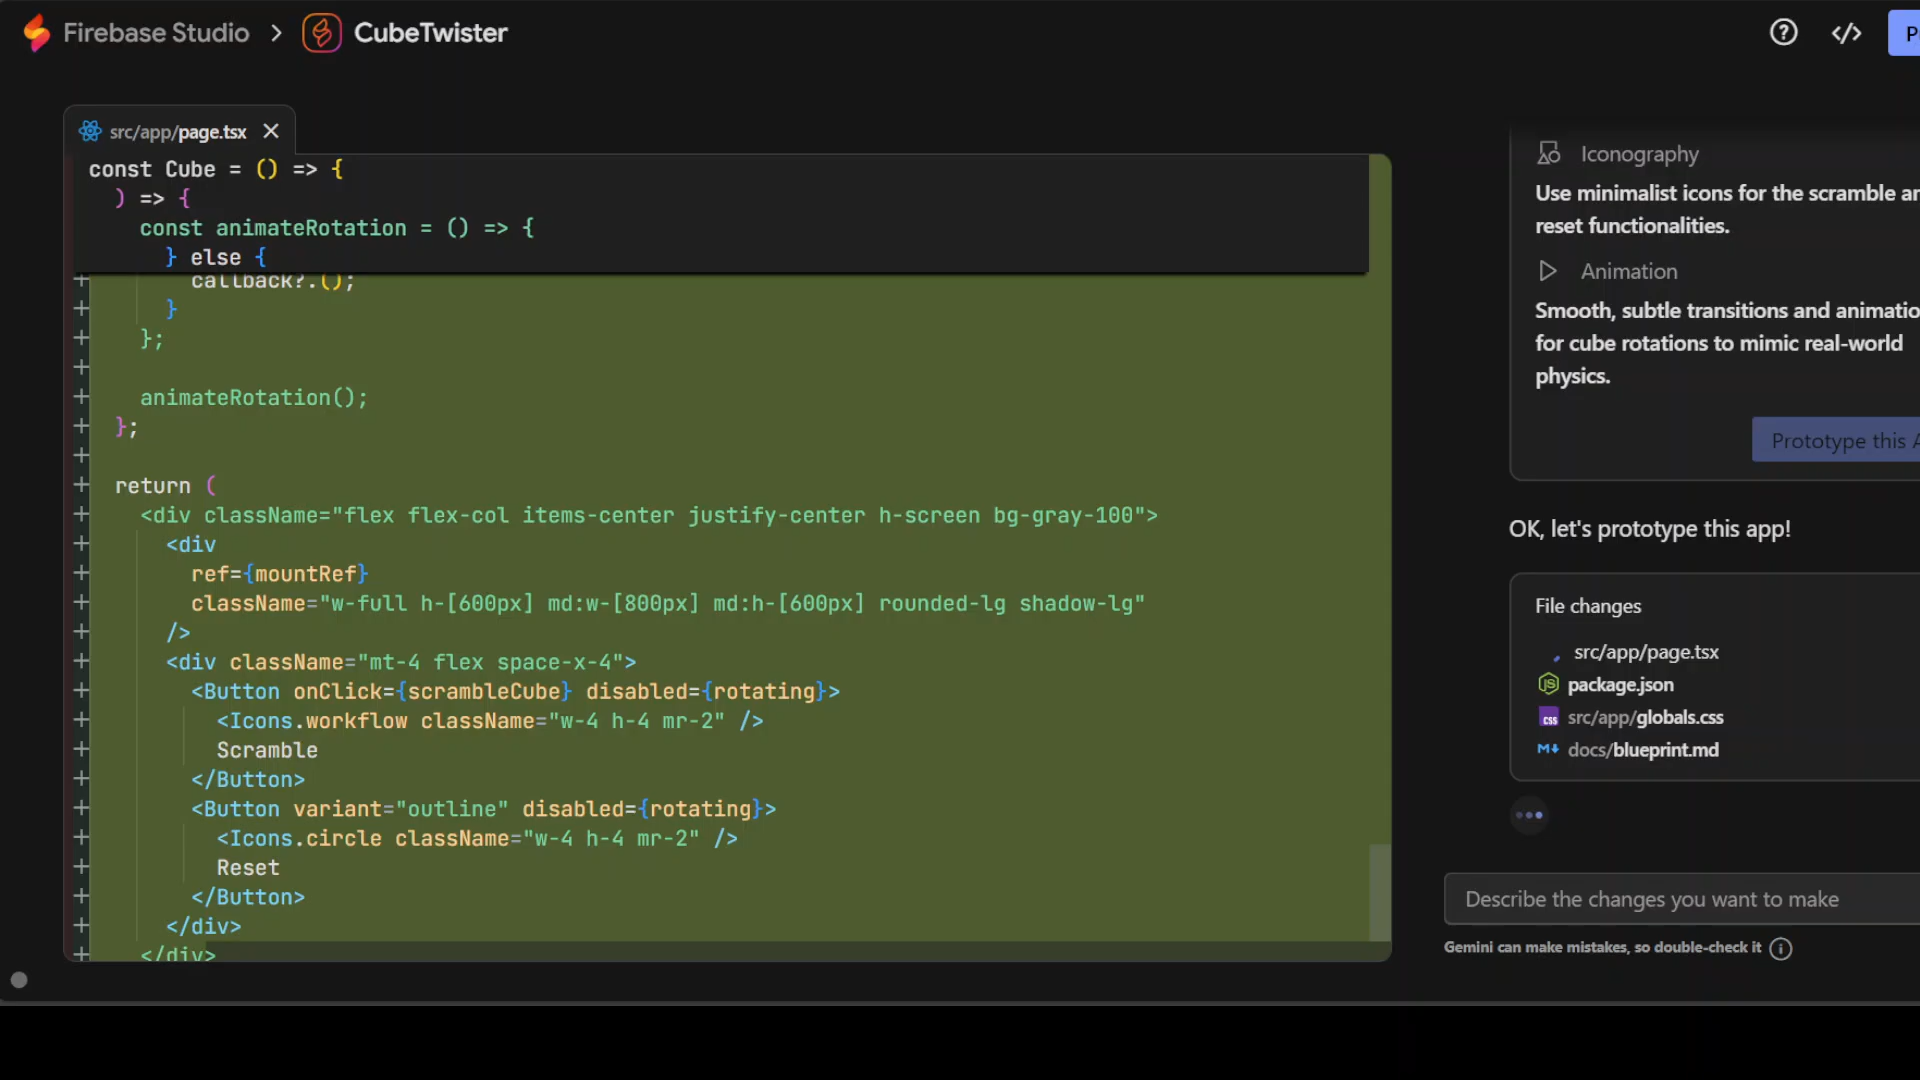 Firebase Studio > CubeTwister
src/app/page.tsx
const Cube = () => {
) => {
const animateRotation = () => {
} else {
callback?.();
}
};
animateRotation();
};
return (
<div className="flex flex-col items-center justify-center h-screen bg-gray-100">
<div
ref={mountRef}
className="w-full h-[600px] md:w-[800px] md:h-[600px] rounded-lg shadow-lg"
/>
<div className="mt-4 flex space-x-4">
<Button onClick={scrambleCube} disabled={rotating}>
<Icons.workflow className="w-4 h-4 mr-2" />
Scramble
</Button>
<Button variant="outline" disabled={rotating}>
<Icons.circle className="w-4 h-4 mr-2" />
Reset
</Button>
</div>
</div>
Iconography
Use minimalist icons for the scramble
reset functionalities.
Animation
Smooth, subtle transitions and
for cube rotations to mimic real-world
physics.
Prototype this
OK, let's prototype this app!
File changes
src/app/page.tsx
package.json
src/app/globals.css
docs/blueprint.md
Describe the changes you want to make
Gemini can make mistakes, so double-check it